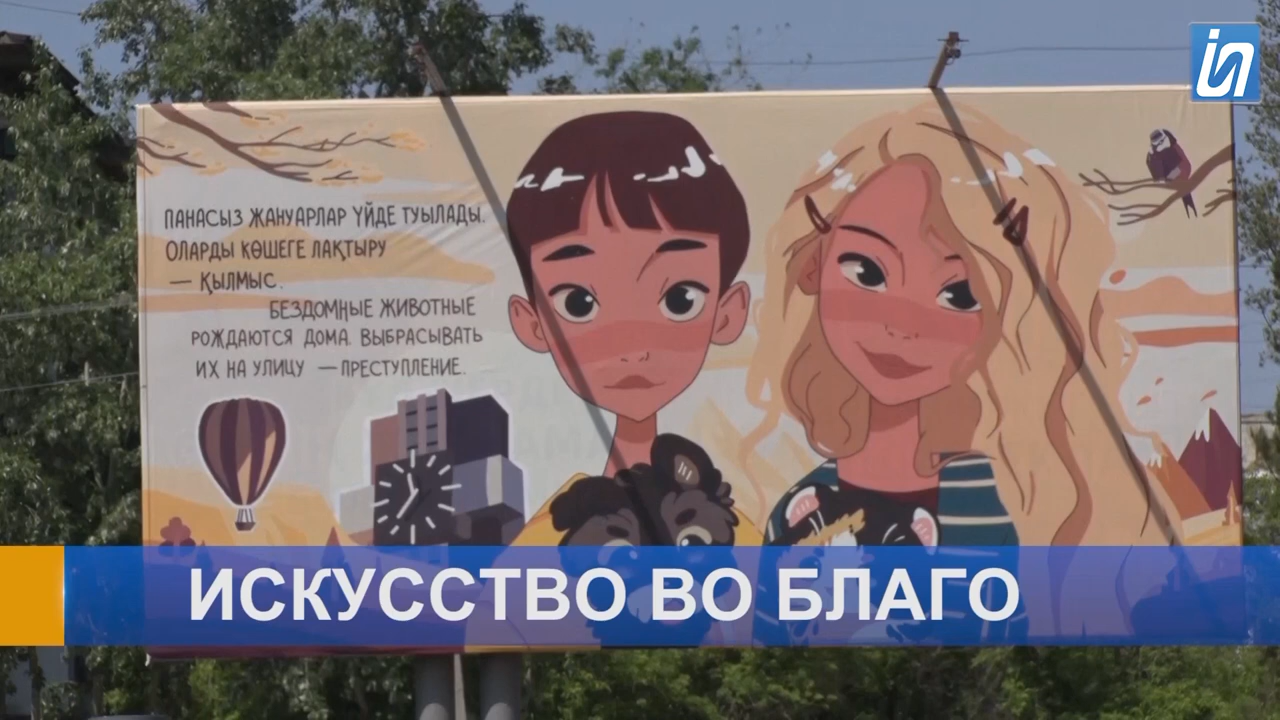 in
ПАНАСЫЗ ЖАНУАРЛАР ҮЙДЕ ТУЫЛАДЫ.
ОЛАРДЫ КӨШЕГЕ ЛАҚТЫРУ
— ҚЫЛМЫС.
БЕЗДОМНЫЕ ЖИВОТНЫЕ
РОЖДАЮТСЯ ДОМА. ВЫБРАСЫВАТЬ
ИХ НА УЛИЦУ — ПРЕСТУПЛЕНИЕ.
ИСКУССТВО ВО БЛАГО